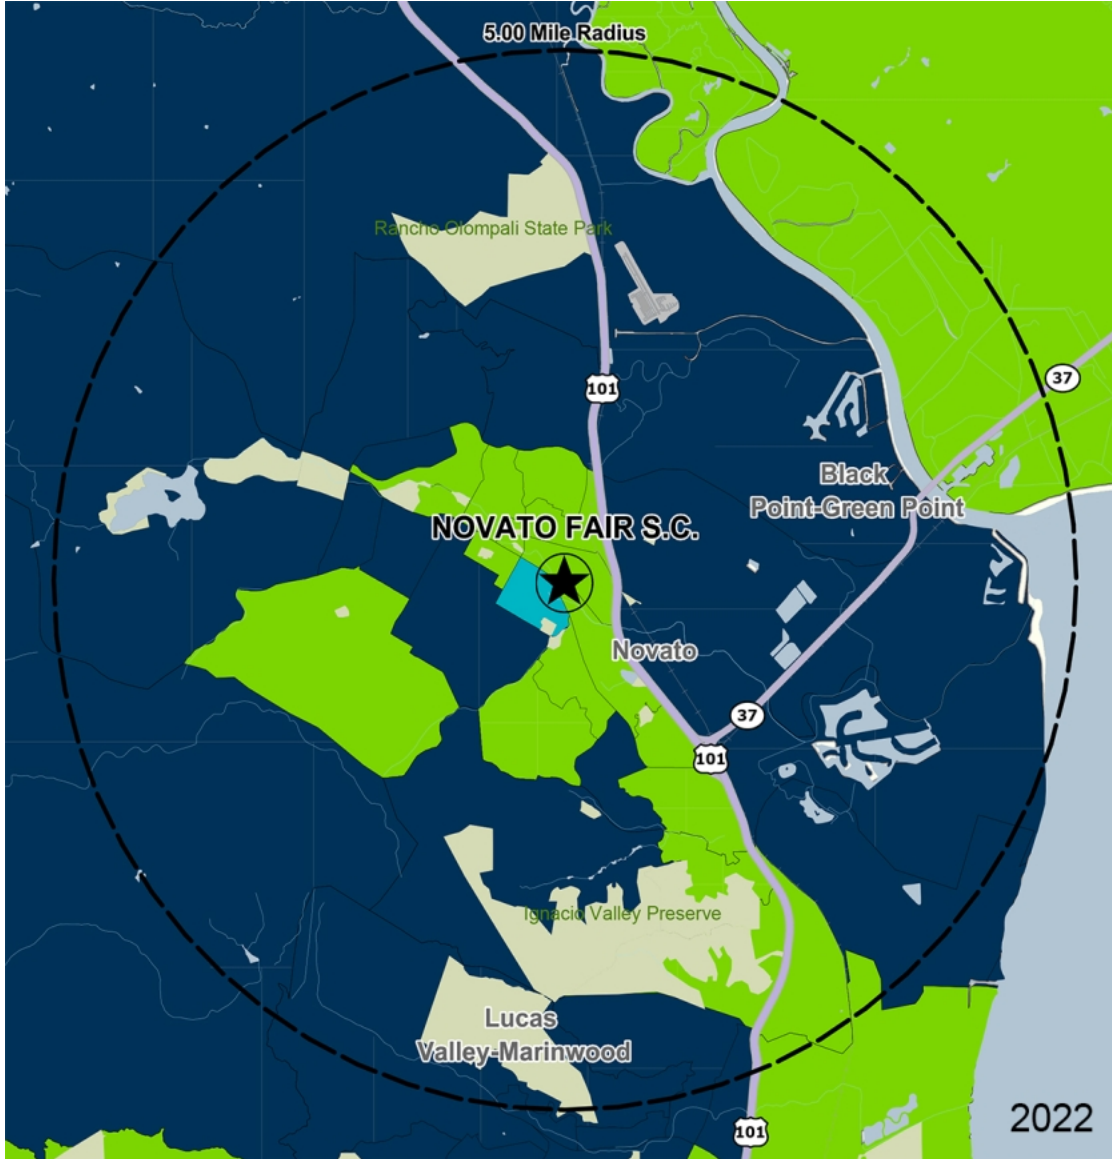 5.00 Mile Radius
Rancho Olompali State Park
101
37
Black
Point-Green Point
NOVATO FAIR S.C.
Novato
37
101
Ignacio Valley Preserve
Lucas
Valley-Marinwood
2022
101